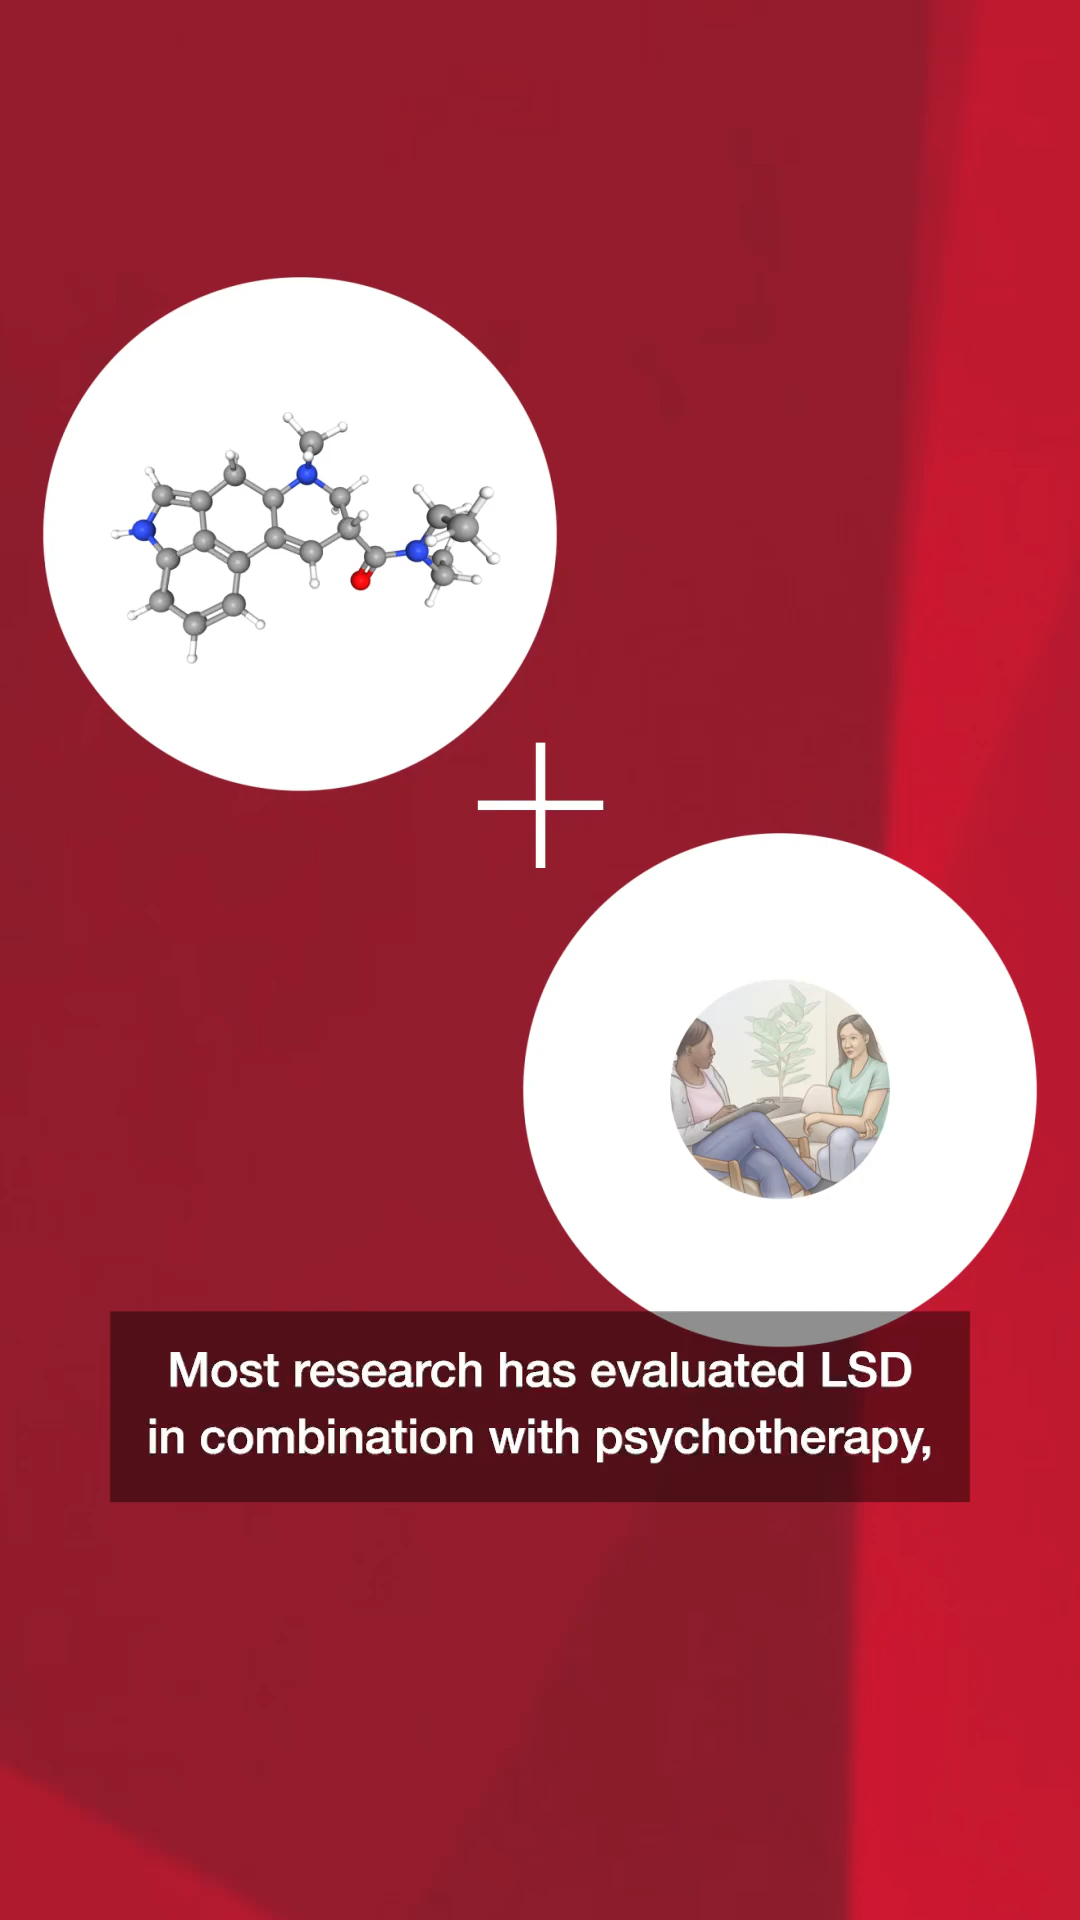 Most research has evaluated LSD
in combination with psychotherapy,